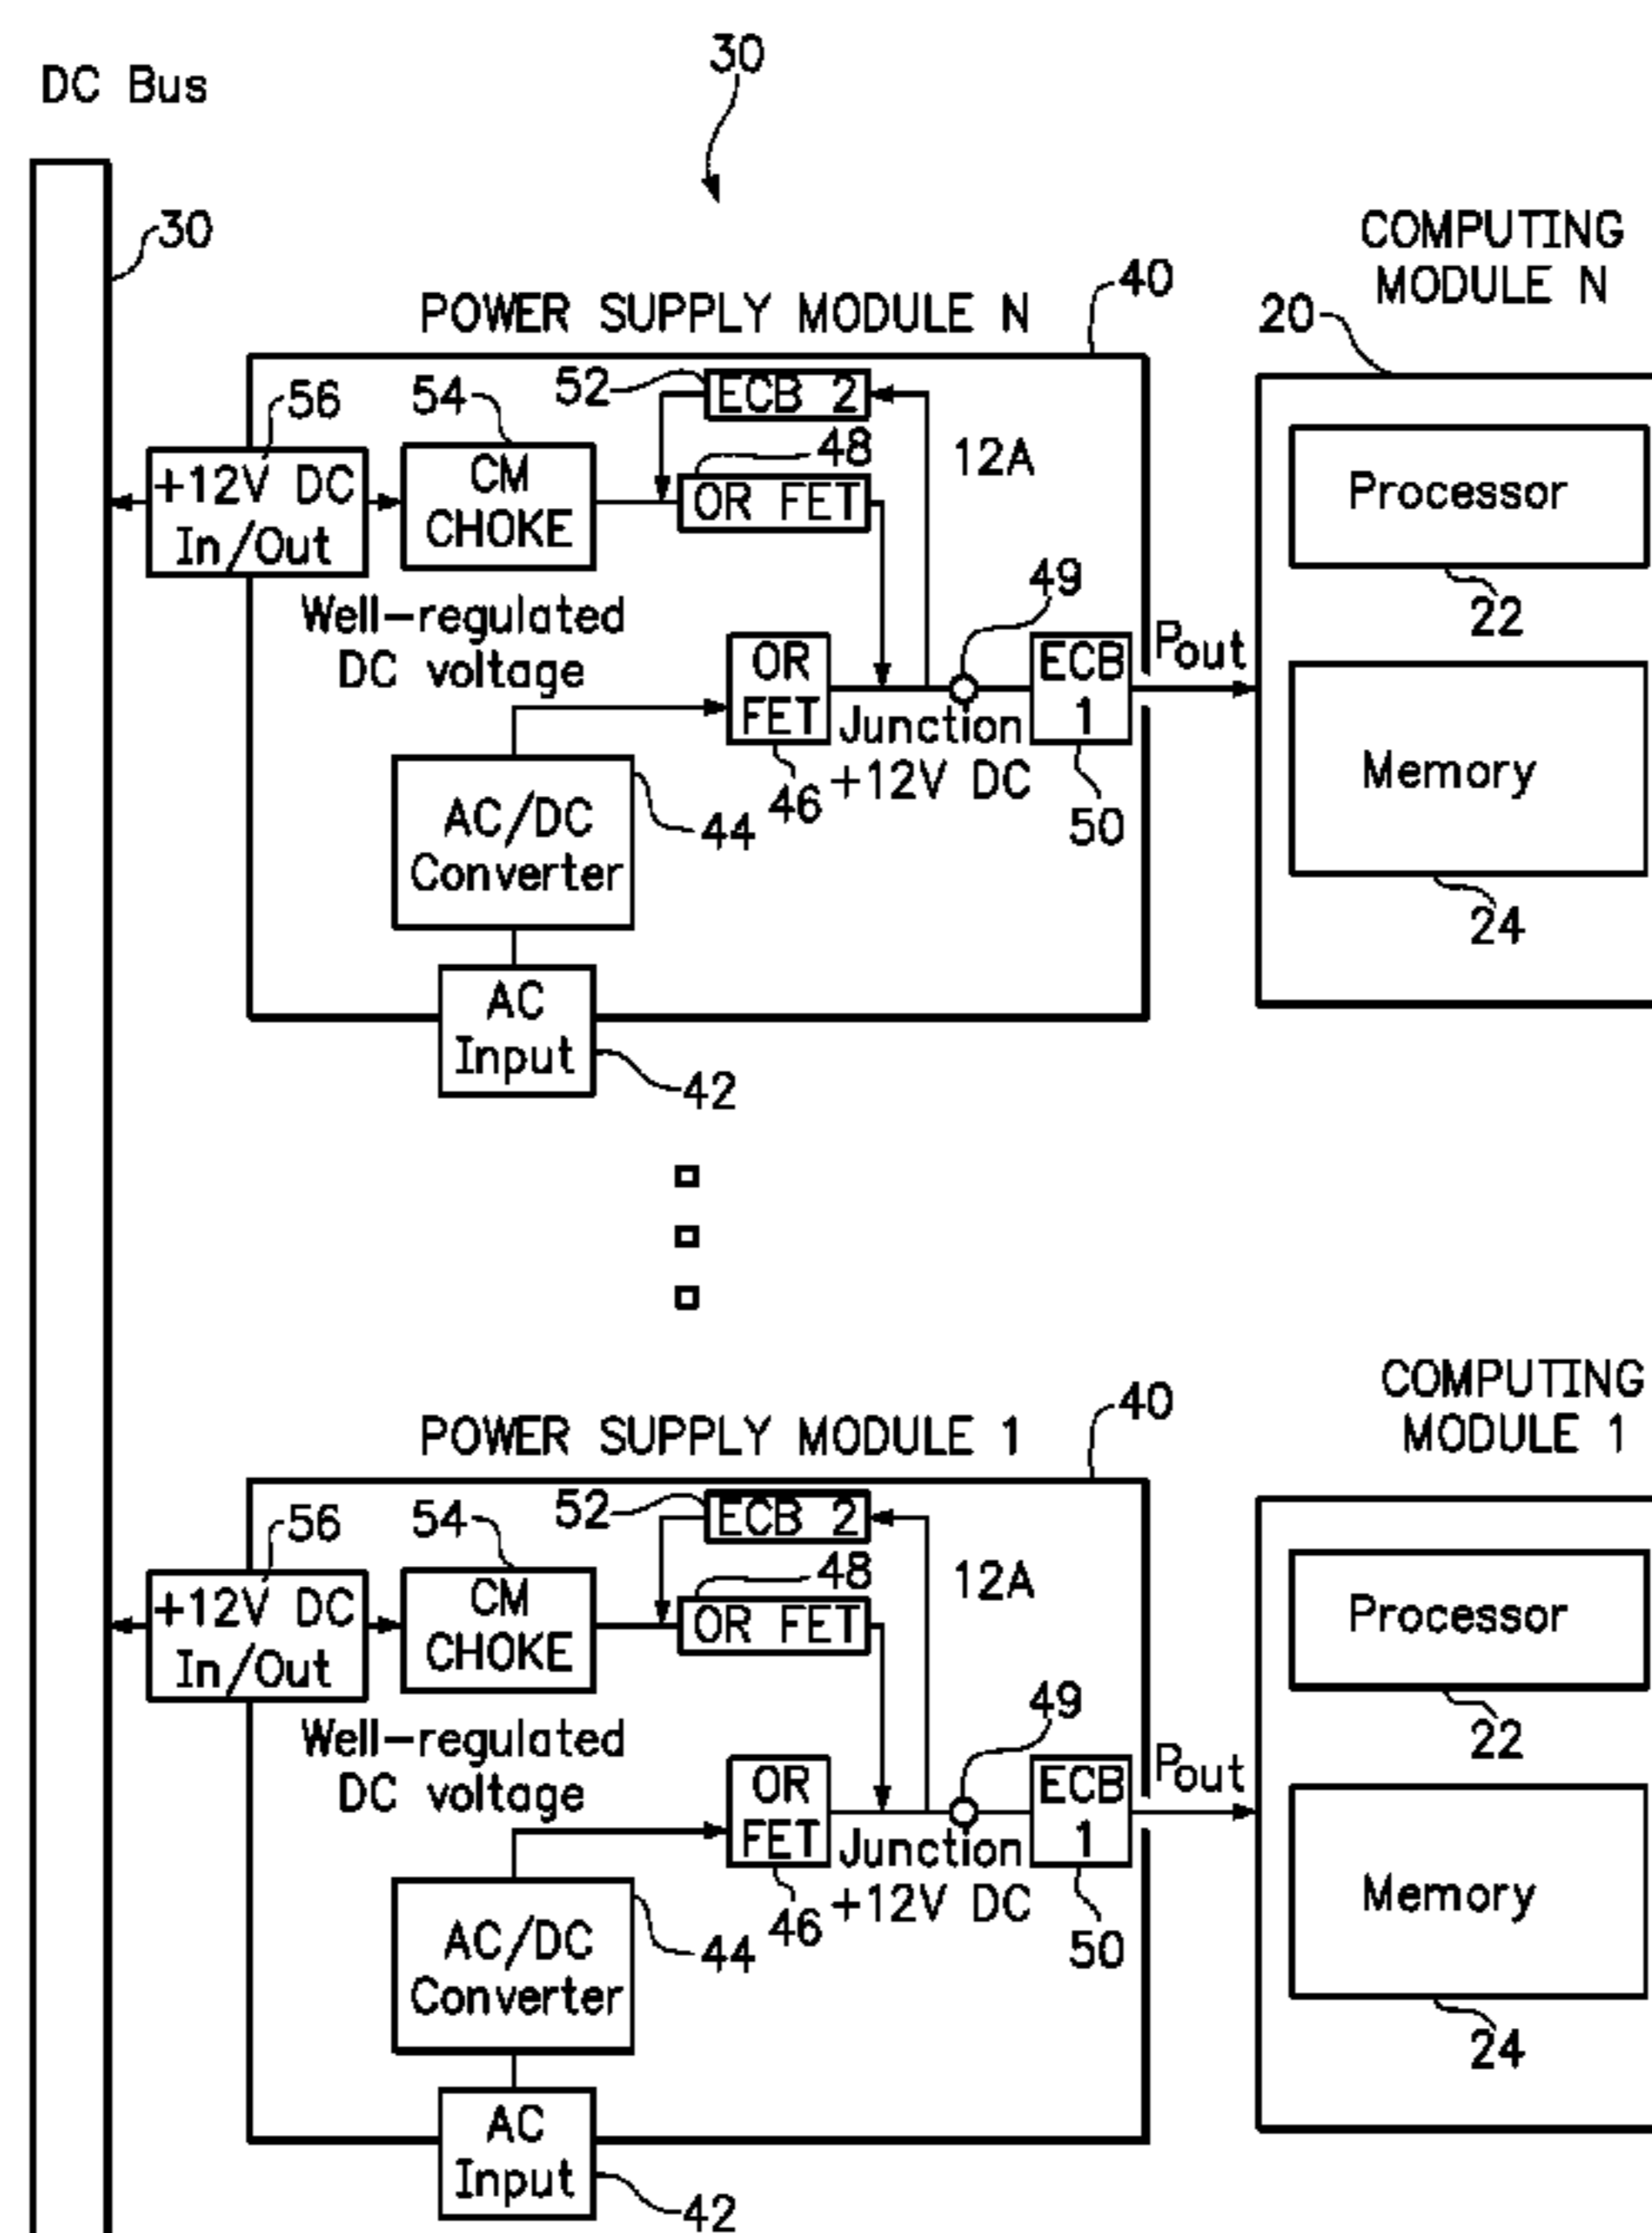 30
DC Bus
30
COMPUTING
MODULE N
40
POWER SUPPLY MODULE N
20
56
54
52
ECB 2
48
12A
+12V DC
In/Out
CM
CHOKE
OR FET
Processor
22
Well-regulated
DC voltage
49
OR
FET
ECB
1
Pout
Junction
+12V DC
46
50
Memory
24
AC/DC
Converter
44
AC
Input
42
COMPUTING
MODULE 1
40
POWER SUPPLY MODULE 1
56
54
52
ECB 2
48
12A
+12V DC
In/Out
CM
CHOKE
OR FET
Processor
22
Well-regulated
DC voltage
49
OR
FET
ECB
1
Pout
Junction
+12V DC
46
50
Memory
24
AC/DC
Converter
44
AC
Input
42